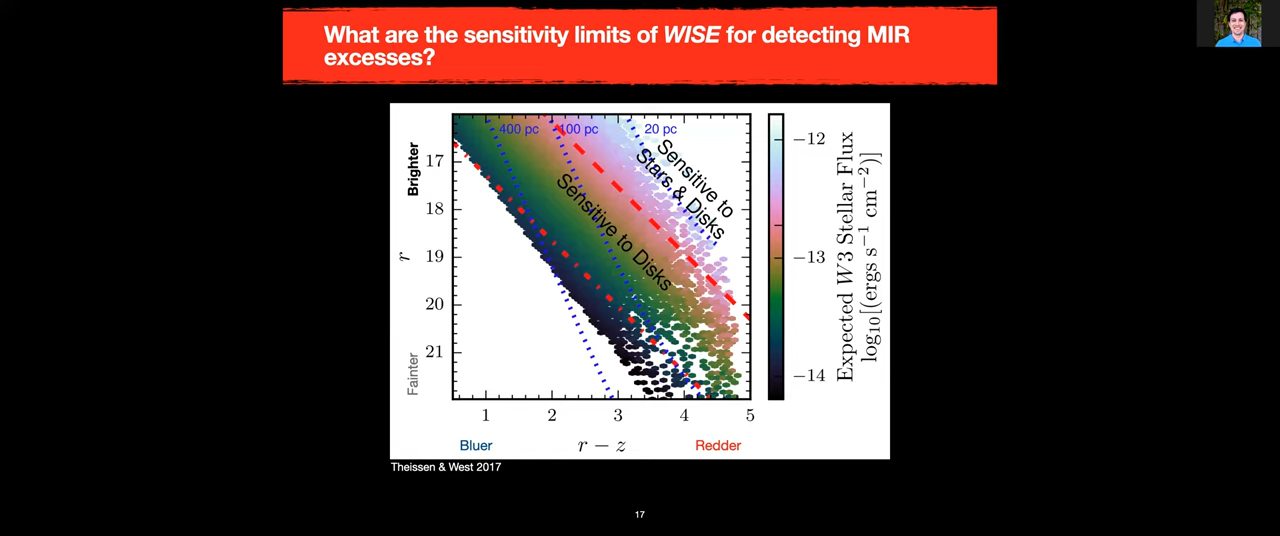 What are the sensitivity limits of WISE for detecting MIR
excesses?
400 pc
100 pc
20 pc
Sensitive to
Stars & Disks
Sensitive to Disks
Brighter
r
Fainter
17
18
19
20
21
1
2
3
4
5
Bluer
r − z
Redder
−12
−13
−14
Expected W3 Stellar Flux
log10[(ergs s−1 cm−2)]
Theissen & West 2017
17